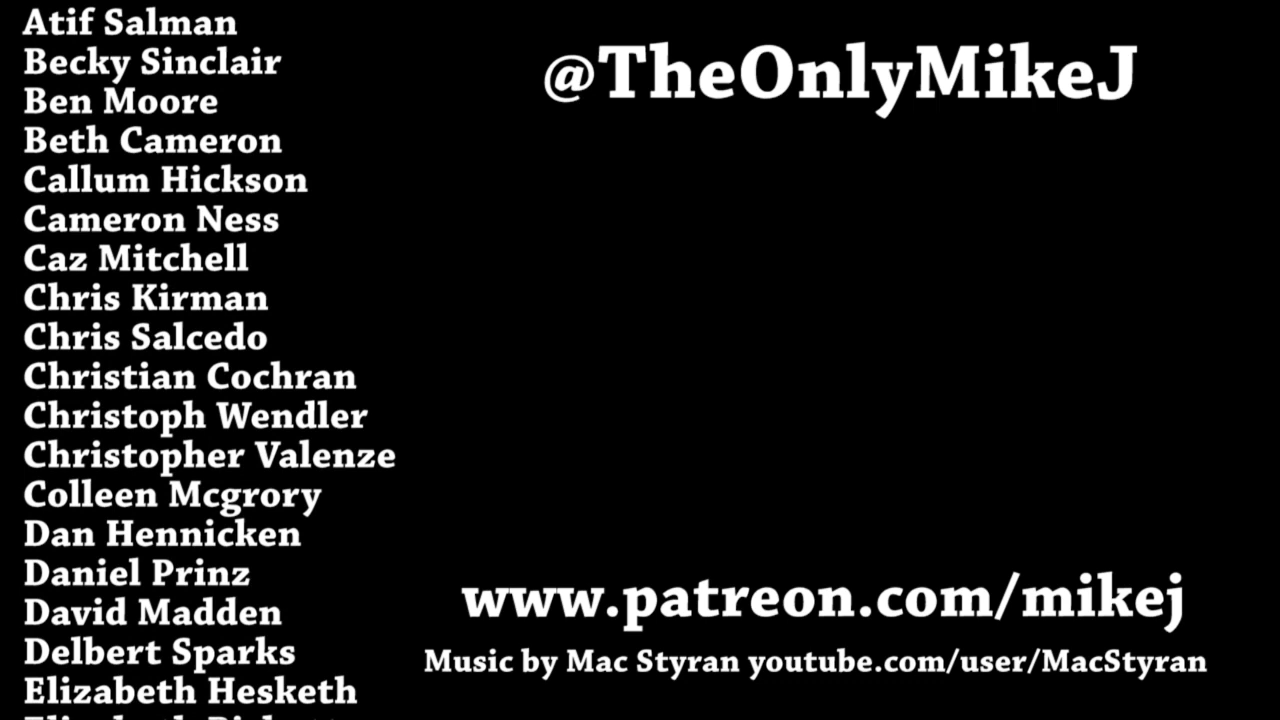 Atif Salman
Becky Sinclair
Ben Moore
Beth Cameron
Callum Hickson
Cameron Ness
Caz Mitchell
Chris Kirman
Chris Salcedo
Christian Cochran
Christoph Wendler
Christopher Valenze
Colleen Mcgrory
Dan Hennicken
Daniel Prinz
David Madden
Delbert Sparks
Elizabeth Hesketh
@TheOnlyMikeJ
www.patreon.com/mikej
Music by Mac Styran youtube.com/user/MacStyran